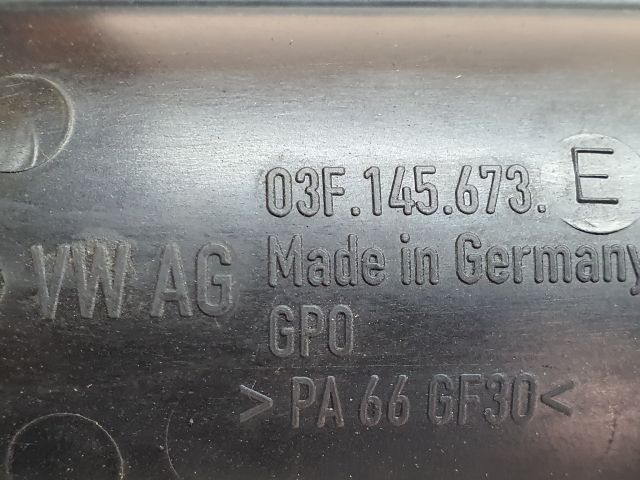 03F.145.673. E
VW AG
Made in Germany
GPO
>PA 66 GF30<